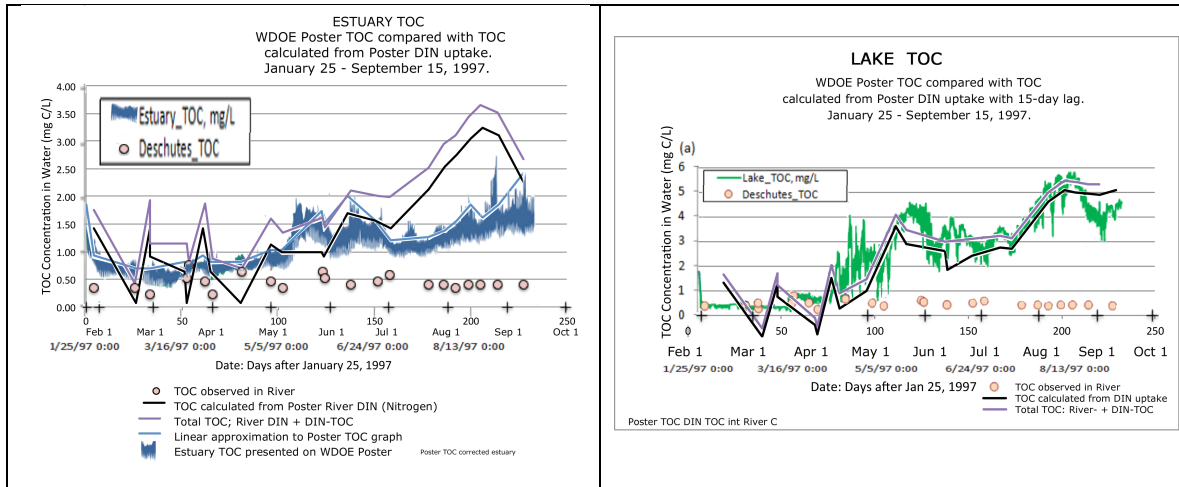 ESTUARY TOC
WDOE Poster TOC compared with TOC
calculated from Poster DIN uptake.
January 25 - September 15, 1997.
TOC Concentration in Water (mg C/L)
4.00
3.50
3.00
2.50
2.00
1.50
1.00
0.50
0.00
Estuary_TOC, mg/L
Deschutes_TOC
0 50 100 150 200 250
Feb 1 Mar 1 Apr 1 May 1 Jun 1 Jul 1 Aug 1 Sep 1 Oct 1
1/25/97 0:00 3/16/97 0:00 5/5/97 0:00 6/24/97 0:00 8/13/97 0:00
Date: Days after January 25, 1997
TOC observed in River
TOC calculated from Poster River DIN (Nitrogen)
Total TOC; River DIN + DIN-TOC
Linear approximation to Poster TOC graph
Estuary TOC presented on WDOE Poster
Poster TOC corrected estuary
LAKE TOC
WDOE Poster TOC compared with TOC
calculated from Poster DIN uptake with 15-day lag.
January 25 - September 15, 1997.
(a)
TOC Concentration in Water (mg C/L)
6
5
4
3
2
1
0
Lake_TOC, mg/L
Deschutes_TOC
0 50 100 150 200 250
Feb 1 Mar 1 Apr 1 May 1 Jun 1 Jul 1 Aug 1 Sep 1 Oct 1
1/25/97 0:00 3/16/97 0:00 5/5/97 0:00 6/24/97 0:00 8/13/97 0:00
Date: Days after Jan 25, 1997
TOC observed in River
TOC calculated from DIN uptake
Total TOC: River- + DIN-TOC
Poster TOC DIN TOC int River C